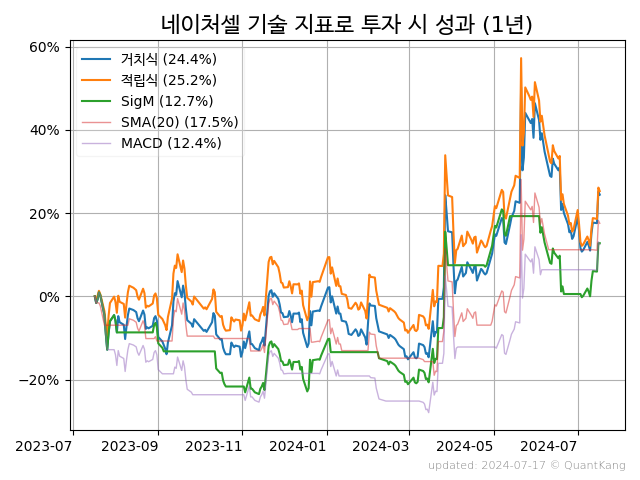 네이처셀 기술 지표로 투자 시 성과 (1년)
거치식 (24.4%)
적립식 (25.2%)
SigM (12.7%)
SMA(20) (17.5%)
MACD (12.4%)
60%
40%
20%
0%
−20%
2023-07 2023-09 2023-11 2024-01 2024-03 2024-05 2024-07
updated: 2024-07-17 © QuantKang